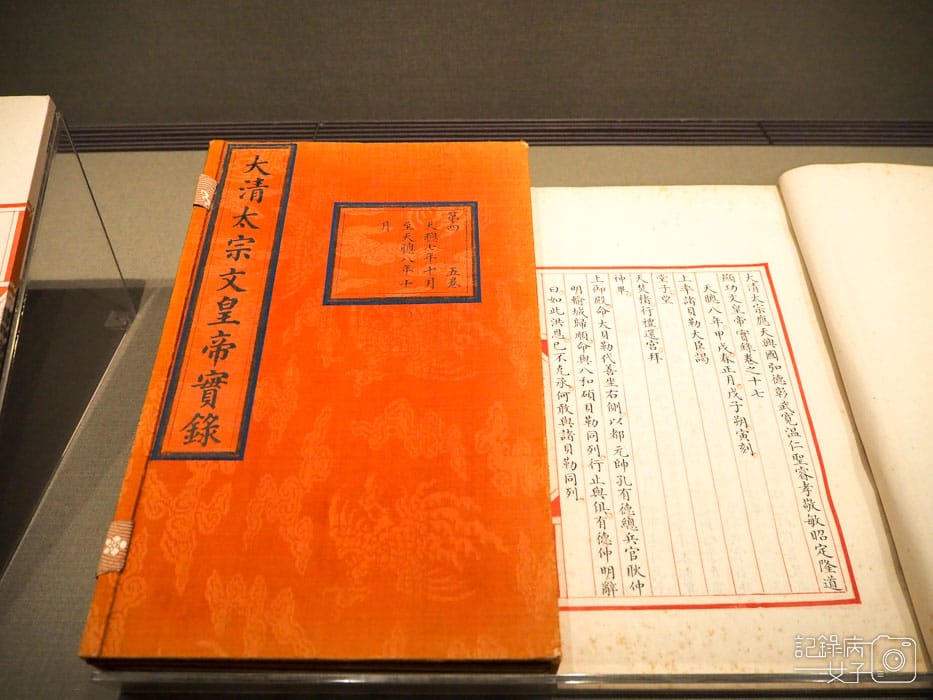 大清太宗文皇帝實錄
第四 五卷
天聰七年十月
至天聰八年十
月
大清太宗應天興國弘德彰武寬溫仁聖睿孝敬敏昭定隆道
顯功文皇帝實錄卷之十七
天聰八年甲戌春正月戊子朔寅刻
上率諸貝勒大臣謁
堂子
天焚楮行禮還宮拜
神畢
上御殿命大貝勒代善坐右側以都元帥孔有德總兵官耿仲
明輸城歸順命與八和碩貝勒同列行止與俱有德仲明辭
曰如此洪恩已不克承何敢與諸貝勒同列
記錄病
女子